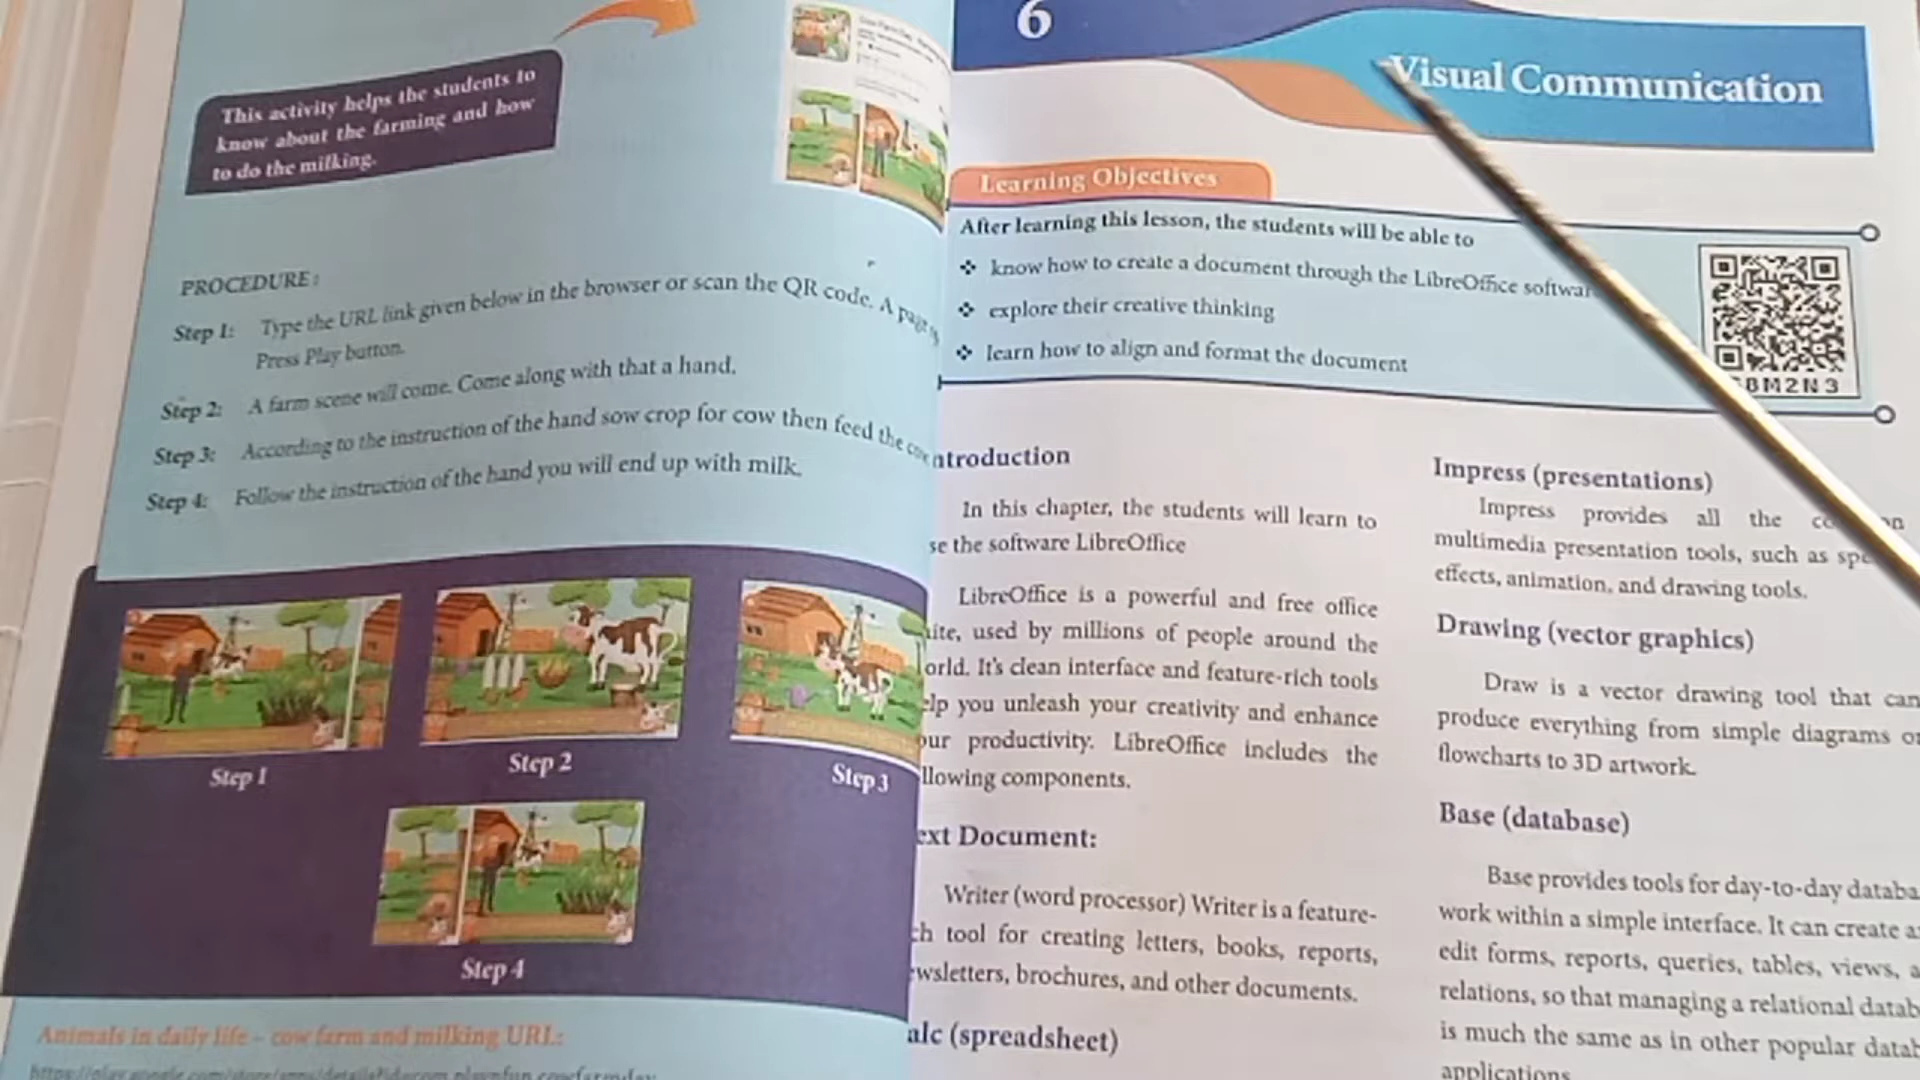 This activity helps the students to
know about the farming and how
to do the milking.
PROCEDURE :
Step 1: Type the URL link given below in the browser or scan the QR code. A page
Press Play button.
Step 2: A farm scene will come. Come along with that a hand.
Step 3: According to the instruction of the hand sow crop for cow then feed the cow
Step 4: Follow the instruction of the hand you will end up with milk.
Step 1
Step 2
Step 3
Step 4
Animals in daily life – cow farm and milking URL:
6
Visual Communication
Learning Objectives
After learning this lesson, the students will be able to
❖ know how to create a document through the LibreOffice softwar
❖ explore their creative thinking
❖ learn how to align and format the document
BM2N3
ntroduction
In this chapter, the students will learn to
se the software LibreOffice
LibreOffice is a powerful and free office
ite, used by millions of people around the
orld. It's clean interface and feature-rich tools
elp you unleash your creativity and enhance
our productivity. LibreOffice includes the
llowing components.
ext Document:
Writer (word processor) Writer is a feature-
ch tool for creating letters, books, reports,
ewsletters, brochures, and other documents.
alc (spreadsheet)
Impress (presentations)
Impress provides all the
multimedia presentation tools, such as
effects, animation, and drawing tools.
Drawing (vector graphics)
Draw is a vector drawing tool that can
produce everything from simple diagrams or
flowcharts to 3D artwork.
Base (database)
Base provides tools for day-to-day databa
work within a simple interface. It can create a
edit forms, reports, queries, tables, views, a
relations, so that managing a relational datab
is much the same as in other popular datab
applications